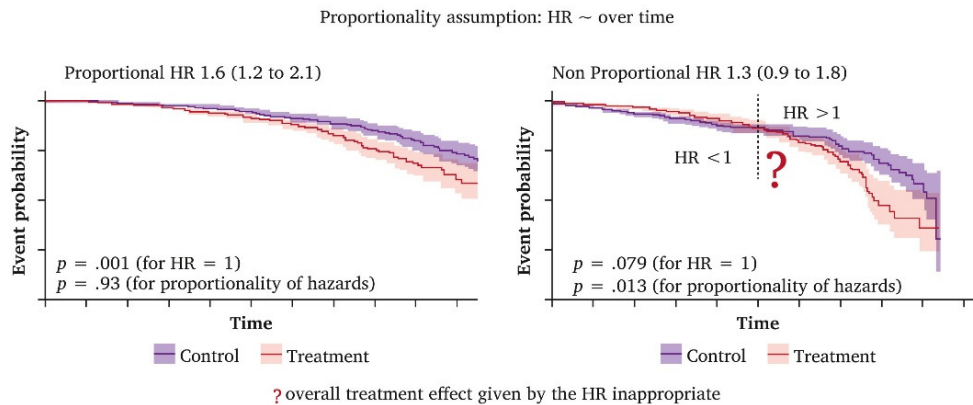 Proportionality assumption: HR ~ over time
Proportional HR 1.6 (1.2 to 2.1)
Event probability
p = .001 (for HR = 1)
p = .93 (for proportionality of hazards)
Time
Control
Treatment
Non Proportional HR 1.3 (0.9 to 1.8)
HR >1
HR <1
?
Event probability
p = .079 (for HR = 1)
p = .013 (for proportionality of hazards)
Time
Control
Treatment
? overall treatment effect given by the HR inappropriate